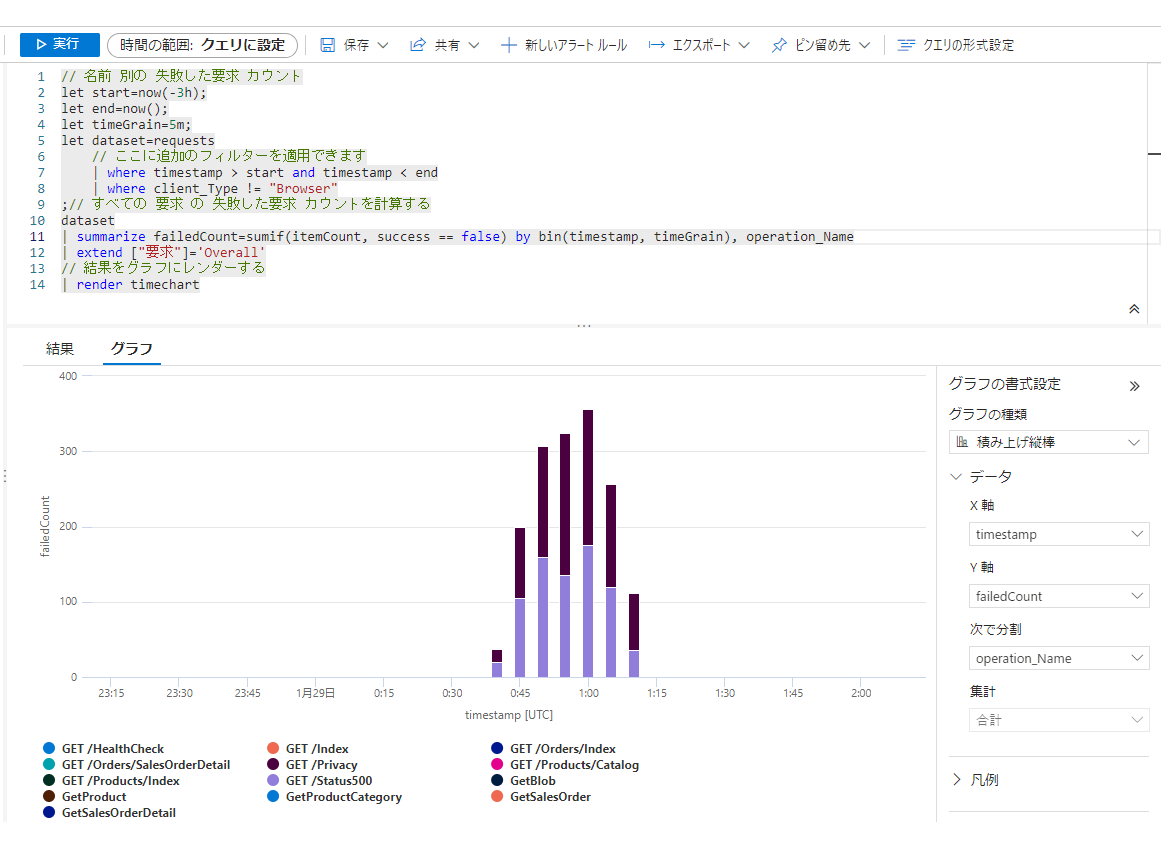 実行
時間の範囲: クエリに設定
保存
共有
新しいアラート ルール
エクスポート
ピン留め先
クエリの形式設定
1 // 名前 別の 失敗した要求 カウント
2 let start=now(-3h);
3 let end=now();
4 let timeGrain=5m;
5 let dataset=requests
6 // ここに追加のフィルターを適用できます
7 | where timestamp > start and timestamp < end
8 | where client_Type != "Browser"
9 ;// すべての 要求 の 失敗した要求 カウントを計算する
10 dataset
11 | summarize failedCount=sumif(itemCount, success == false) by bin(timestamp, timeGrain), operation_Name
12 | extend ["要求"]='Overall'
13 // 結果をグラフにレンダーする
14 | render timechart
結果
グラフ
400
300
200
100
0
failedCount
23:15 23:30 23:45 1月29日 0:15 0:30 0:45 1:00 1:15 1:30 1:45 2:00
timestamp [UTC]
GET /HealthCheck
GET /Index
GET /Orders/Index
GET /Orders/SalesOrderDetail
GET /Privacy
GET /Products/Catalog
GET /Products/Index
GET /Status500
GetBlob
GetProduct
GetProductCategory
GetSalesOrder
GetSalesOrderDetail
グラフの書式設定
グラフの種類
積み上げ縦棒
データ
X 軸
timestamp
Y 軸
failedCount
次で分割
operation_Name
集計
合計
凡例